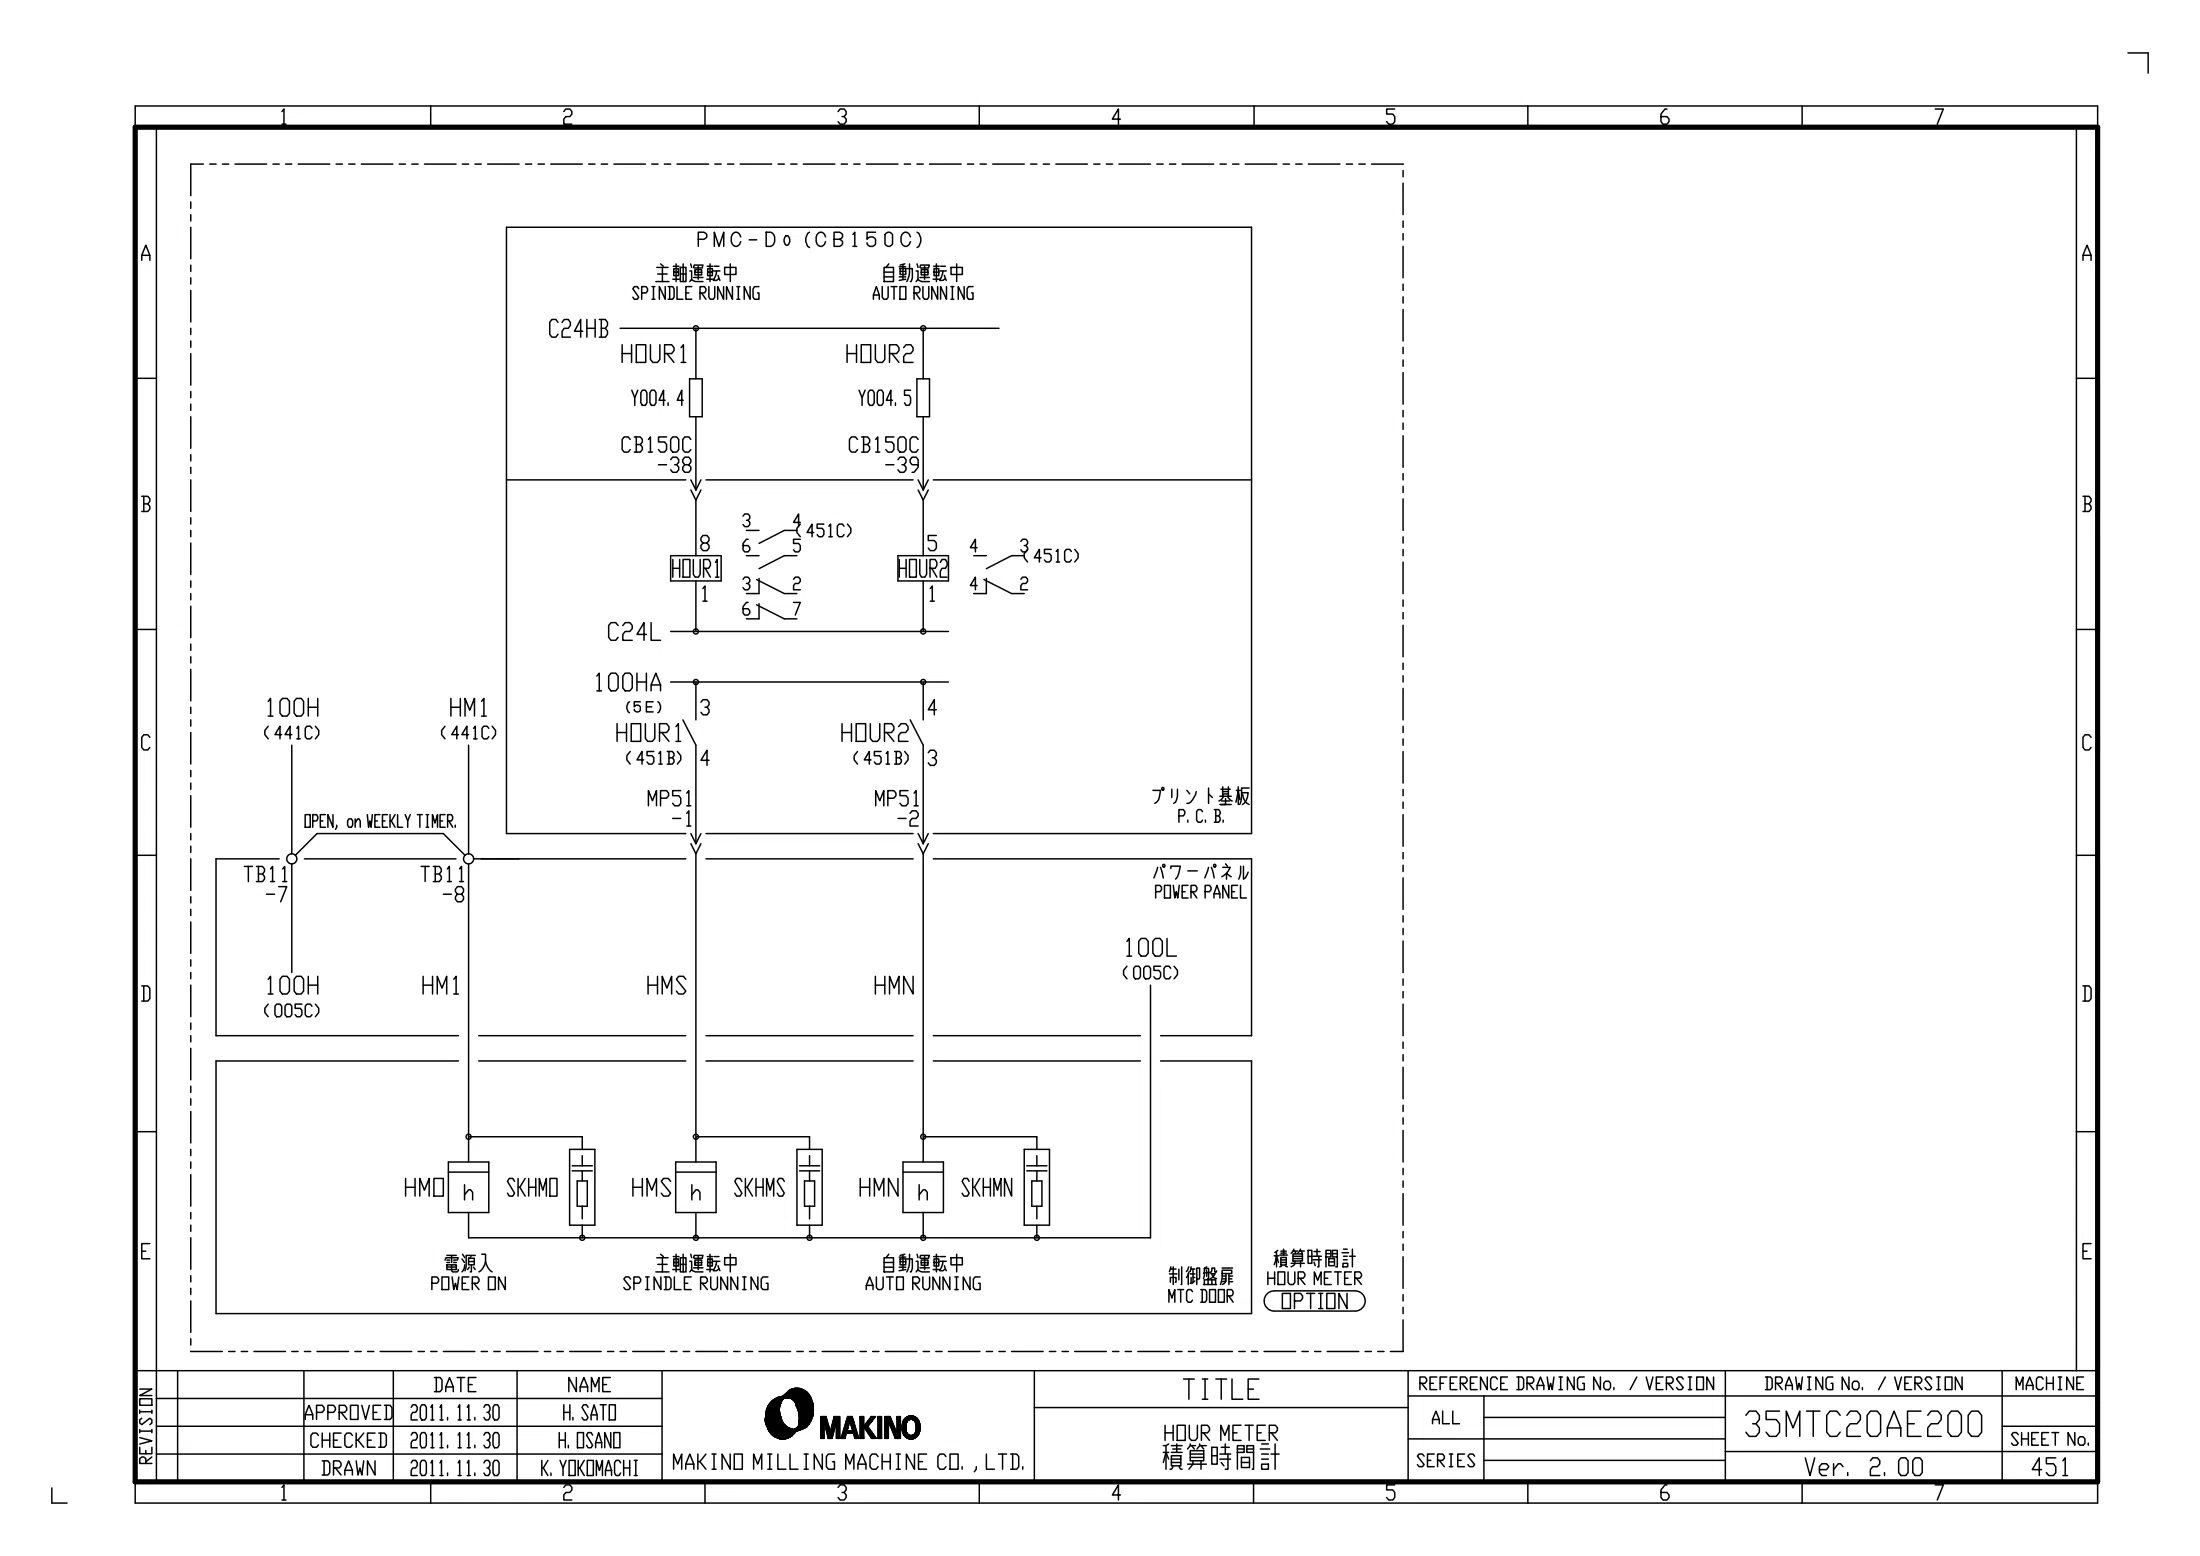 1 2 3 4 5 6 7
A A
B B
C C
D D
E E
PMC-Do (CB150C)
主軸運転中 自動運転中
SPINDLE RUNNING AUTO RUNNING
C24HB
HOUR1 HOUR2
Y004.4 Y004.5
CB150C CB150C
-38 -39
3 4 (451C)
8 6 5 5 4 3 (451C)
HOUR1 HOUR2
3 2 4 2
1 1
6 7
C24L
100HA
(5E) 3 4
HOUR1 HOUR2
(451B) 4 (451B) 3
100H HM1
(441C) (441C)
MP51 MP51
-1 -2
プリント基板
P.C.B.
OPEN, on WEEKLY TIMER.
TB11 TB11
-7 -8
パワーパネル
POWER PANEL
100L
(005C)
100H HM1 HMS HMN
(005C)
HMO h SKHMO HMS h SKHMS HMN h SKHMN
電源入 主軸運転中 自動運転中
POWER ON SPINDLE RUNNING AUTO RUNNING
制御盤扉
MTC DOOR
積算時間計
HOUR METER
OPTION
REVISION
DATE NAME
APPROVED 2011.11.30 H. SATO
CHECKED 2011.11.30 H. OSANO
DRAWN 2011.11.30 K. YOKOMACHI
MAKINO
MAKINO MILLING MACHINE CO.,LTD.
TITLE
HOUR METER
積算時間計
REFERENCE DRAWING No. / VERSION
ALL
SERIES
DRAWING No. / VERSION
35MTC20AE200
Ver. 2.00
MACHINE
SHEET No.
451
1 2 3 4 5 6 7